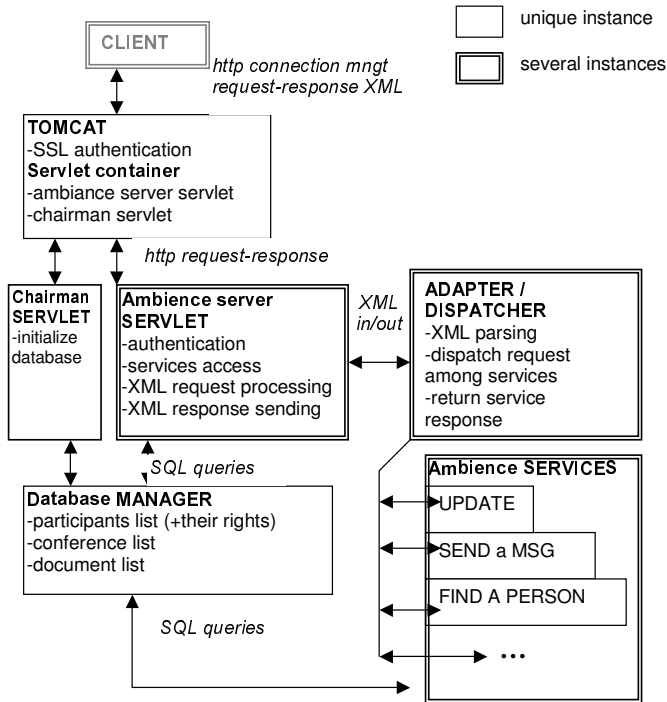 CLIENT
unique instance
several instances
http connection mngt
request-response XML
TOMCAT
-SSL authentication
Servlet container
-ambiance server servlet
-chairman servlet
http request-response
Chairman
SERVLET
-initialize
database
Ambience server
SERVLET
-authentication
-services access
-XML request processing
-XML response sending
XML
in/out
ADAPTER /
DISPATCHER
-XML parsing
-dispatch request
among services
-return service
response
SQL queries
Database MANAGER
-participants list (+their rights)
-conference list
-document list
Ambience SERVICES
UPDATE
SEND a MSG
FIND A PERSON
...
SQL queries